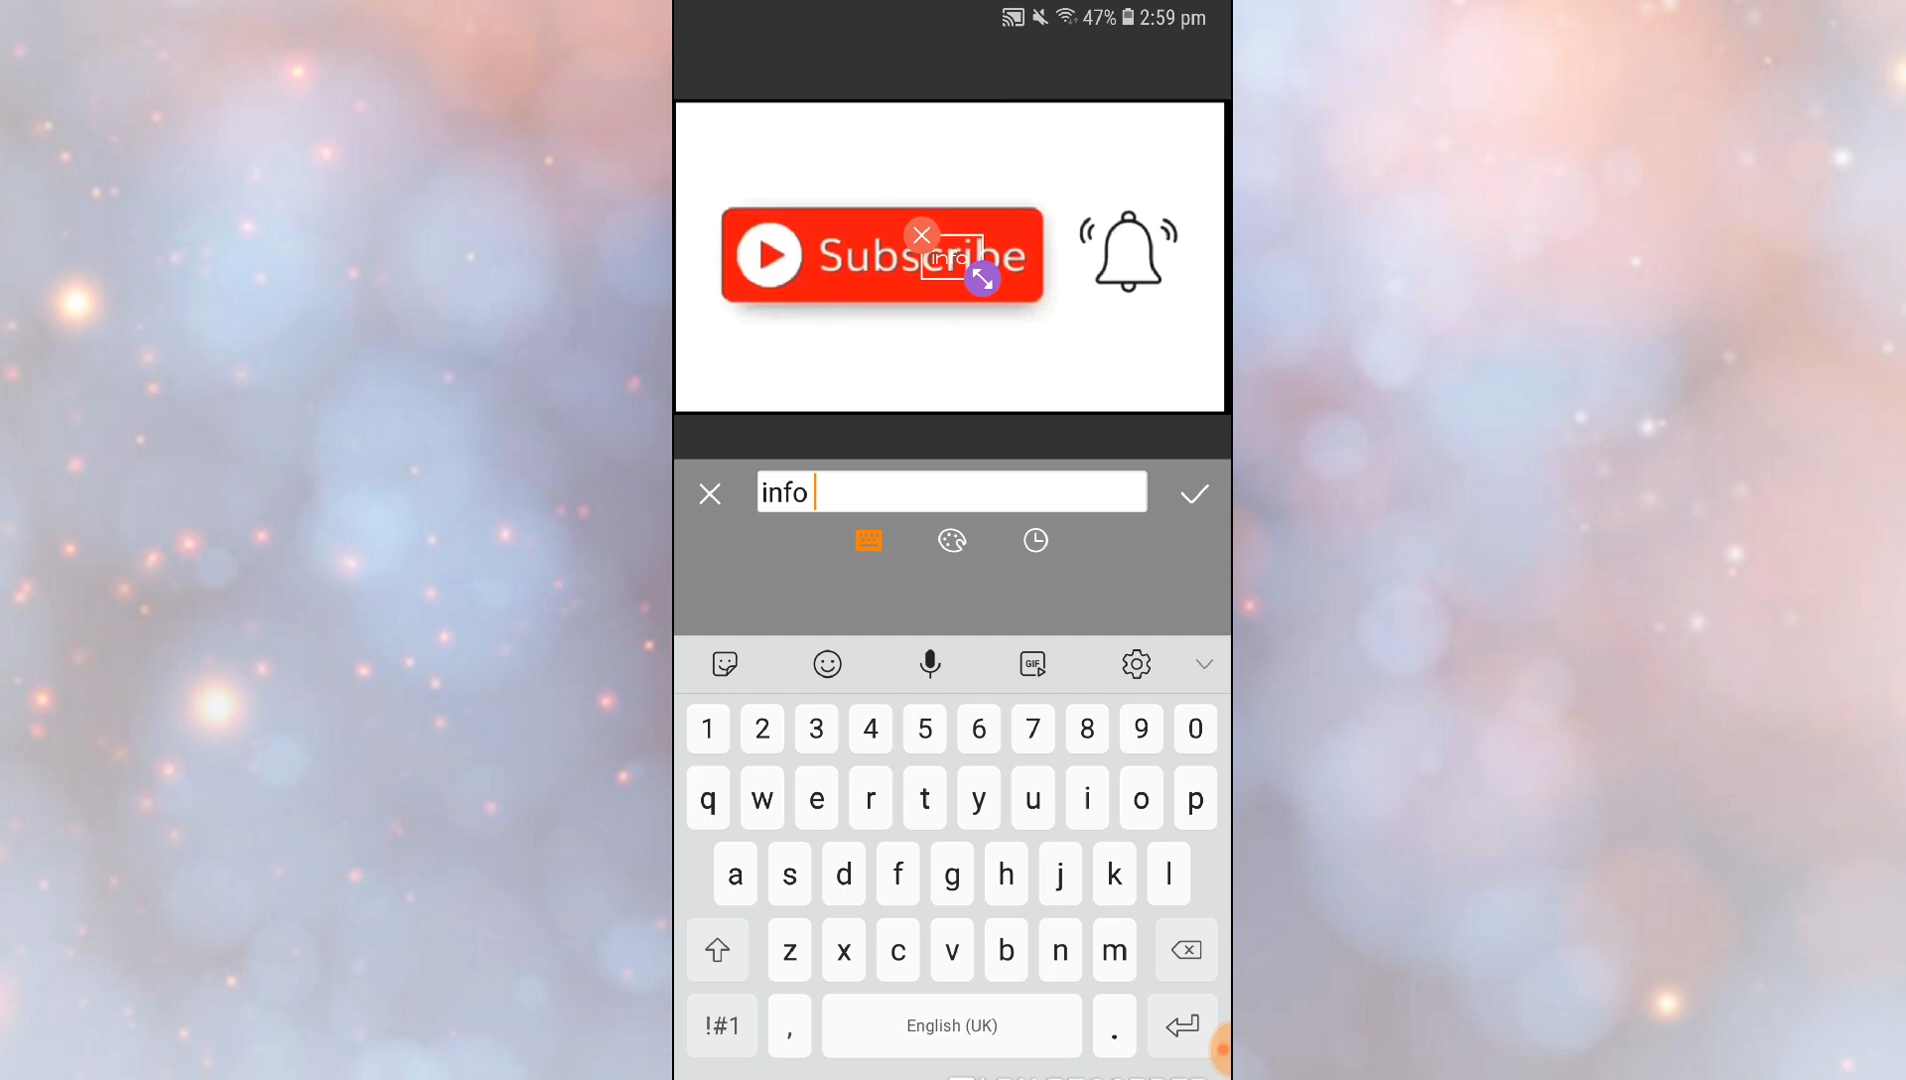 47% 2:59 pm
Subscribe
info
info
GIF
1 2 3 4 5 6 7 8 9 0
q w e r t y u i o p
a s d f g h j k l
z x c v b n m
!#1 , English (UK) .